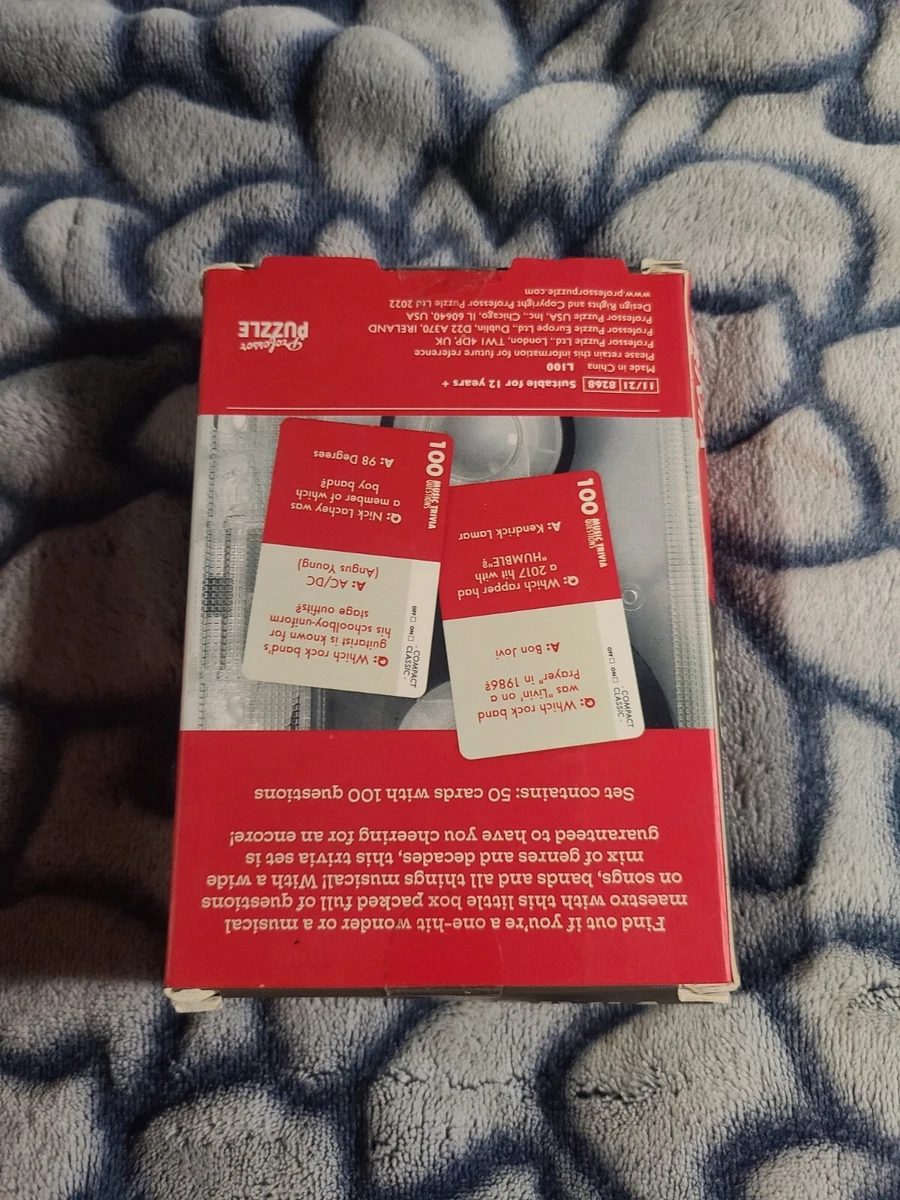 Find out if you're a one-hit wonder or a musical
maestro with this little box packed full of questions
on songs, bands and all things musical! With a wide
mix of genres and decades, this trivia set is
guaranteed to have you cheering for an encore!
Set contains: 50 cards with 100 questions
·COMPACT
CLASSIC·
OFF ON
Q: Which rock band
was "Livin' on a
Prayer" in 1986?
A: Bon Jovi
Q: Which rapper had
a 2017 hit with
"HUMBLE"?
A: Kendrick Lamar
100 MUSIC TRIVIA
QUESTIONS
·COMPACT
CLASSIC·
OFF ON
Q: Which rock band's
guitarist is known for
his schoolboy-uniform
stage outfits?
A: AC/DC
(Angus Young)
Q: Nick Lachey was
a member of which
boy band?
A: 98 Degrees
100 MUSIC TRIVIA
QUESTIONS
11/21 8268 Suitable for 12 years +
Made in China L100
Please retain this information for future reference
Professor Puzzle Ltd., London, TW1 4DP, UK
Professor Puzzle Europe Ltd., Dublin, D22 A370, IRELAND
Professor Puzzle, USA, Inc., Chicago, IL 60640, USA
Design Rights and Copyright Professor Puzzle Ltd 2022
www.professorpuzzle.com
Professor
PUZZLE